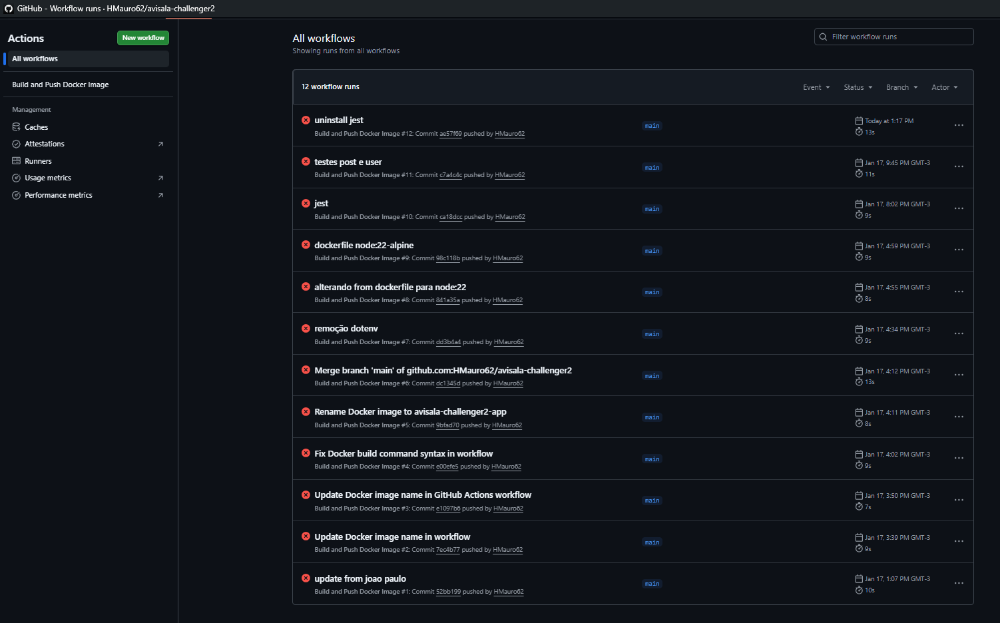 GitHub - Workflow runs · HMauro62/avisala-challenger2
Actions
New workflow
All workflows
Build and Push Docker Image
Management
Caches
Attestations
Runners
Usage metrics
Performance metrics
All workflows
Showing runs from all workflows
Filter workflow runs
12 workflow runs
Event Status Branch Actor
uninstall jest
Build and Push Docker Image #12: Commit ae57f69 pushed by HMauro62
main
Today at 1:17 PM
13s
testes post e user
Build and Push Docker Image #11: Commit c7a4c4c pushed by HMauro62
main
Jan 17, 9:45 PM GMT-3
11s
jest
Build and Push Docker Image #10: Commit ca18dcc pushed by HMauro62
main
Jan 17, 8:02 PM GMT-3
9s
dockerfile node:22-alpine
Build and Push Docker Image #9: Commit 98c118b pushed by HMauro62
main
Jan 17, 4:59 PM GMT-3
9s
alterando from dockerfile para node:22
Build and Push Docker Image #8: Commit 841a35a pushed by HMauro62
main
Jan 17, 4:55 PM GMT-3
8s
remoção dotenv
Build and Push Docker Image #7: Commit dd3b4a4 pushed by HMauro62
main
Jan 17, 4:34 PM GMT-3
9s
Merge branch 'main' of github.com:HMauro62/avisala-challenger2
Build and Push Docker Image #6: Commit dc1345d pushed by HMauro62
main
Jan 17, 4:12 PM GMT-3
13s
Rename Docker image to avisala-challenger2-app
Build and Push Docker Image #5: Commit 9bfad70 pushed by HMauro62
main
Jan 17, 4:11 PM GMT-3
8s
Fix Docker build command syntax in workflow
Build and Push Docker Image #4: Commit e00efe5 pushed by HMauro62
main
Jan 17, 4:02 PM GMT-3
9s
Update Docker image name in GitHub Actions workflow
Build and Push Docker Image #3: Commit e1097b6 pushed by HMauro62
main
Jan 17, 3:50 PM GMT-3
7s
Update Docker image name in workflow
Build and Push Docker Image #2: Commit 7ec4b77 pushed by HMauro62
main
Jan 17, 3:39 PM GMT-3
9s
update from joao paulo
Build and Push Docker Image #1: Commit 52bb199 pushed by HMauro62
main
Jan 17, 1:07 PM GMT-3
10s